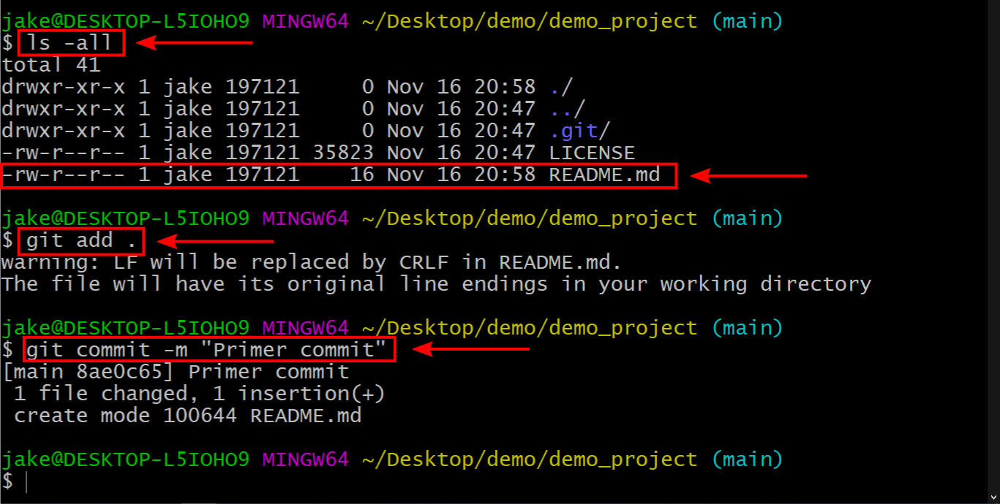 jake@DESKTOP-L5IOHO9 MINGW64 ~/Desktop/demo/demo_project (main)
$ ls -all
total 41
drwxr-xr-x 1 jake 197121     0 Nov 16 20:58 ./
drwxr-xr-x 1 jake 197121     0 Nov 16 20:47 ../
drwxr-xr-x 1 jake 197121     0 Nov 16 20:47 .git/
-rw-r--r-- 1 jake 197121 35823 Nov 16 20:47 LICENSE
-rw-r--r-- 1 jake 197121    16 Nov 16 20:58 README.md
jake@DESKTOP-L5IOHO9 MINGW64 ~/Desktop/demo/demo_project (main)
$ git add .
warning: LF will be replaced by CRLF in README.md.
The file will have its original line endings in your working directory
jake@DESKTOP-L5IOHO9 MINGW64 ~/Desktop/demo/demo_project (main)
$ git commit -m "Primer commit"
[main 8ae0c65] Primer commit
 1 file changed, 1 insertion(+)
 create mode 100644 README.md
jake@DESKTOP-L5IOHO9 MINGW64 ~/Desktop/demo/demo_project (main)
$